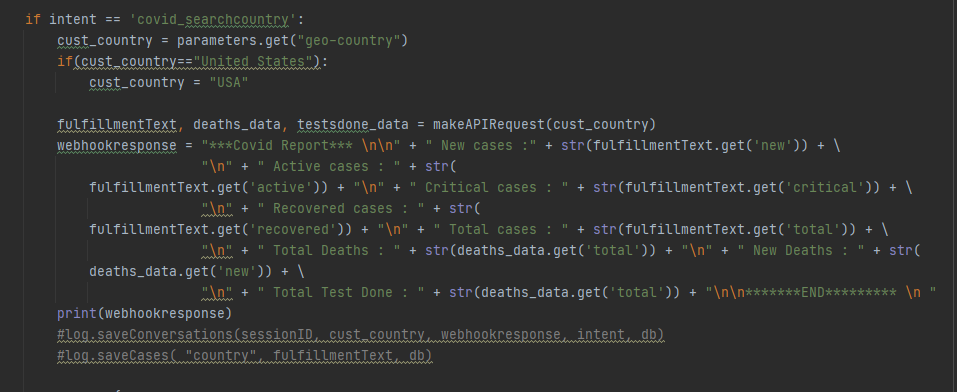 if intent == 'covid_searchcountry':
    cust_country = parameters.get("geo-country")
    if(cust_country=="United States"):
        cust_country = "USA"

    fulfillmentText, deaths_data, testsdone_data = makeAPIRequest(cust_country)
    webhookresponse = "***Covid Report*** \n\n" + " New cases :" + str(fulfillmentText.get('new')) + \
                      "\n" + " Active cases : " + str(
        fulfillmentText.get('active')) + "\n" + " Critical cases : " + str(fulfillmentText.get('critical')) + \
                      "\n" + " Recovered cases : " + str(
        fulfillmentText.get('recovered')) + "\n" + " Total cases : " + str(fulfillmentText.get('total')) + \
                      "\n" + " Total Deaths : " + str(deaths_data.get('total')) + "\n" + " New Deaths : " + str(
        deaths_data.get('new')) + \
                      "\n" + " Total Test Done : " + str(deaths_data.get('total')) + "\n\n*******END********* \n "
    print(webhookresponse)
    #log.saveConversations(sessionID, cust_country, webhookresponse, intent, db)
    #log.saveCases( "country", fulfillmentText, db)